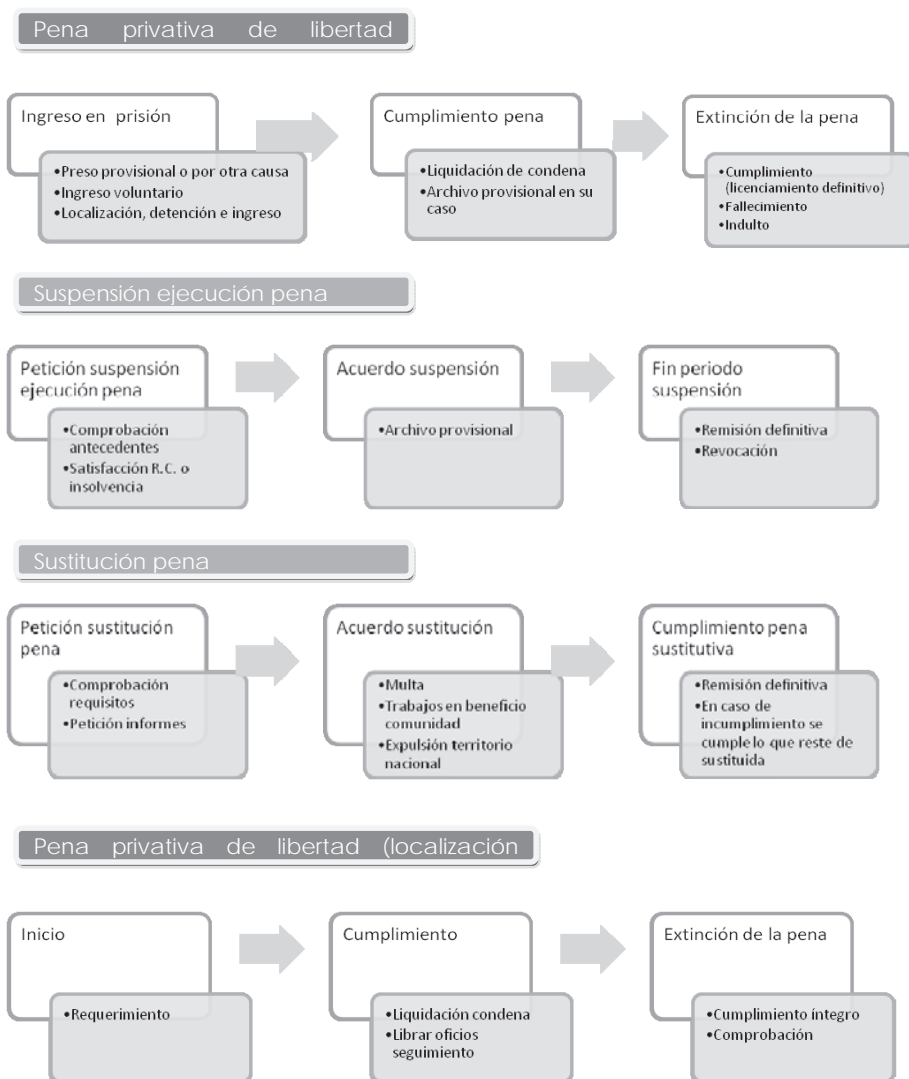 Pena privativa de libertad
Ingreso en prisión
•Preso provisional o por otra causa
•Ingreso voluntario
•Localización, detención e ingreso
Cumplimiento pena
•Liquidación de condena
•Archivo provisional en su
caso
Extinción de la pena
•Cumplimiento
(licenciamiento definitivo)
•Fallecimiento
•Indulto
Suspensión ejecución pena
Petición suspensión
ejecución pena
•Comprobación
antecedentes
•Satisfacción R.C. o
insolvencia
Acuerdo suspensión
•Archivo provisional
Fin periodo
suspensión
•Remisión definitiva
•Revocación
Sustitución pena
Petición sustitución
pena
•Comprobación
requisitos
•Petición informes
Acuerdo sustitución
•Multa
•Trabajos en beneficio
comunidad
•Expulsión territorio
nacional
Cumplimiento pena
sustitutiva
•Remisión definitiva
•En caso de
incumplimiento se
cumple lo que reste de
sustituida
Pena privativa de libertad (localización
Inicio
•Requerimiento
Cumplimiento
•Liquidación condena
•Librar oficios
seguimiento
Extinción de la pena
•Cumplimiento íntegro
•Comprobación